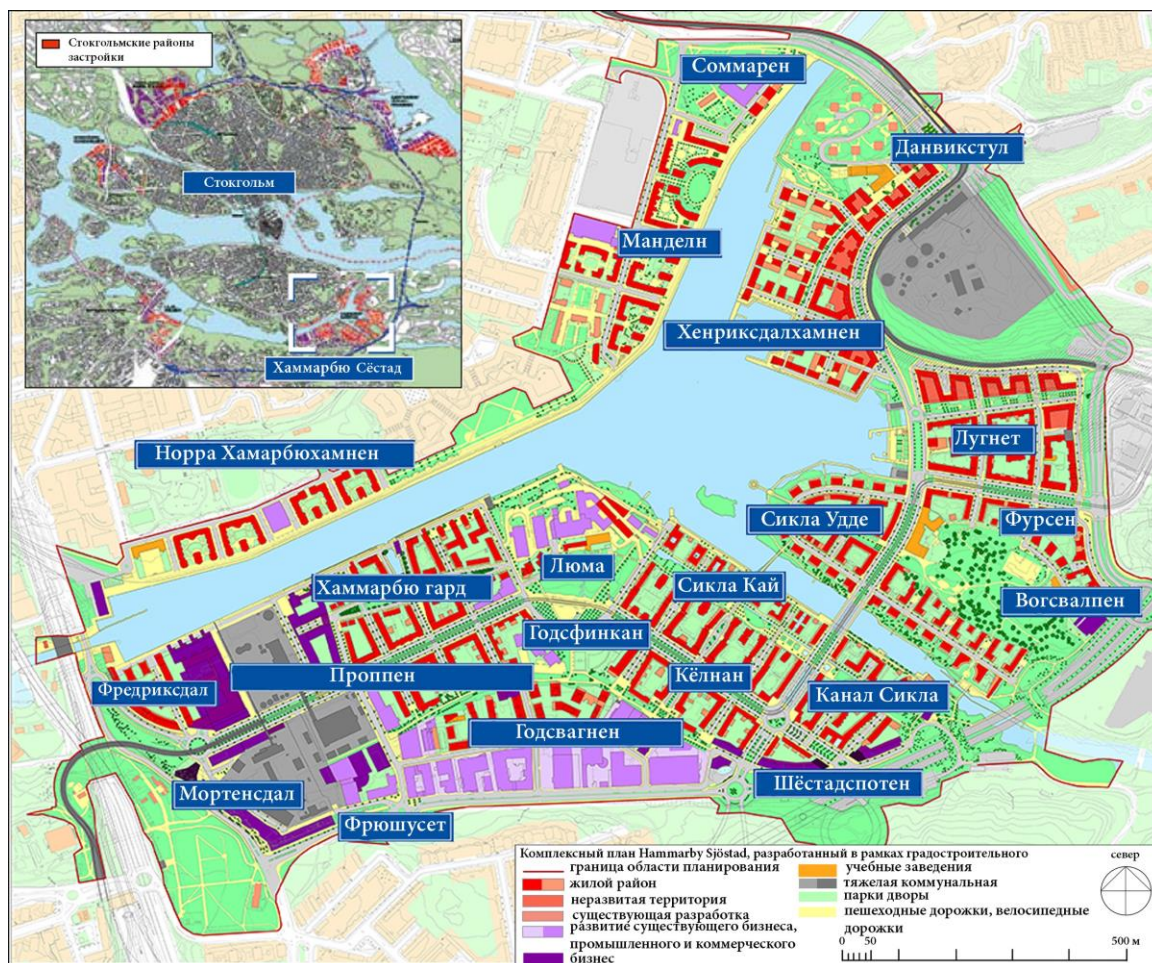 Стокгольмские районы
застройки
Стокгольм
Хаммарбю Сёстад
Соммарен
Данвикстул
Манделн
Хенриксдалхамнен
Лугнет
Норра Хамарбюхамнен
Сикла Удде
Фурсен
Люма
Хаммарбю гард
Сикла Кай
Вогсвалпен
Годсфинкан
Проппен
Кёлнан
Фредриксдал
Канал Сикла
Годсвагнен
Мортенсдал
Шёстадспотен
Фрюшусет
Комплексный план Hammarby Sjöstad, разработанный в рамках градостроительного
граница области планирования
жилой район
неразвитая территория
существующая разработка
развитие существующего бизнеса,
промышленного и коммерческого
бизнес
учебные заведения
тяжелая коммунальная
парки дворы
пешеходные дорожки, велосипедные
дорожки
север
0 50 500 м